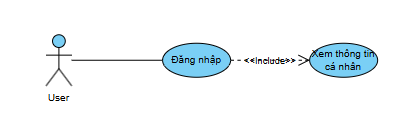 Đăng nhập
<<Include>>
Xem thông tin
cá nhân
User